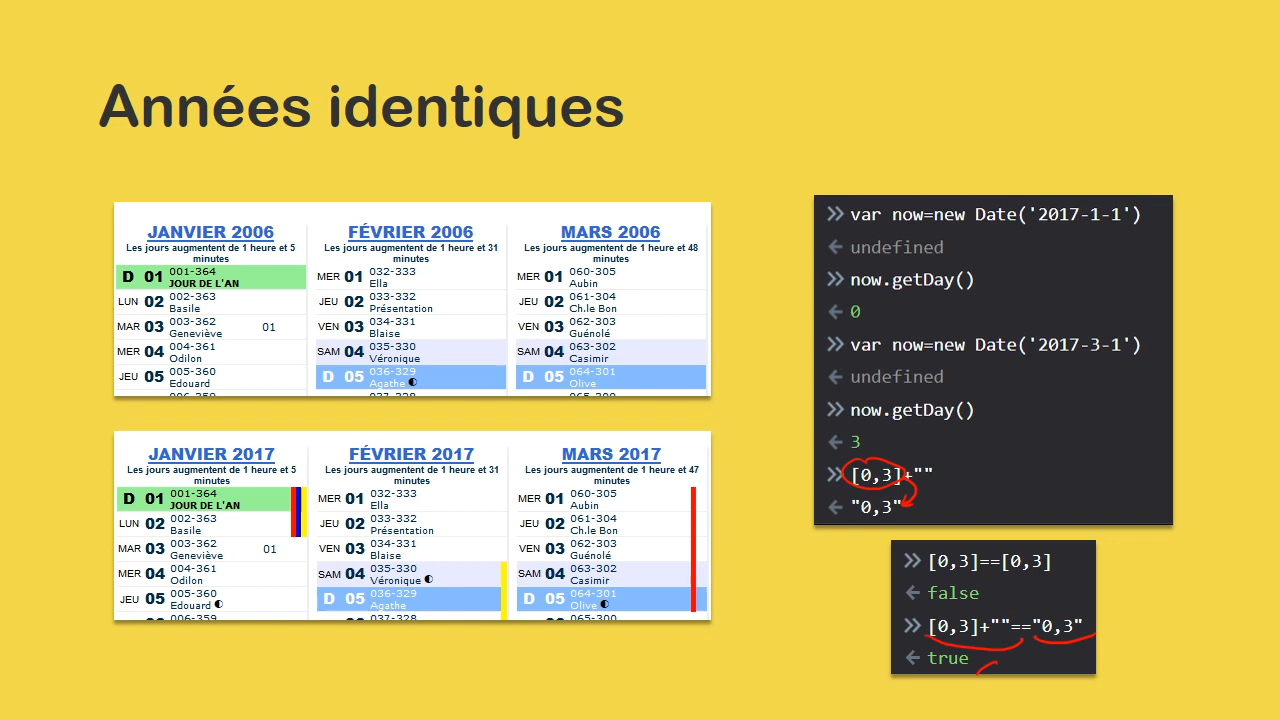 Années identiques
JANVIER 2006
Les jours augmentent de 1 heure et 5
minutes
D 01 001-364
JOUR DE L'AN
LUN 02 002-363
Basile
MAR 03 003-362
Geneviève 01
MER 04 004-361
Odilon
JEU 05 005-360
Edouard
006-359
FÉVRIER 2006
Les jours augmentent de 1 heure et 31
minutes
MER 01 032-333
Ella
JEU 02 033-332
Présentation
VEN 03 034-331
Blaise
SAM 04 035-330
Véronique
D 05 036-329
Agathe
037-328
MARS 2006
Les jours augmentent de 1 heure et 48
minutes
MER 01 060-305
Aubin
JEU 02 061-304
Ch.le Bon
VEN 03 062-303
Guénolé
SAM 04 063-302
Casimir
D 05 064-301
Olive
065-300
JANVIER 2017
Les jours augmentent de 1 heure et 5
minutes
D 01 001-364
JOUR DE L'AN
LUN 02 002-363
Basile
MAR 03 003-362
Geneviève 01
MER 04 004-361
Odilon
JEU 05 005-360
Edouard
006-359
FÉVRIER 2017
Les jours augmentent de 1 heure et 31
minutes
MER 01 032-333
Ella
JEU 02 033-332
Présentation
VEN 03 034-331
Blaise
SAM 04 035-330
Véronique
D 05 036-329
Agathe
037-328
MARS 2017
Les jours augmentent de 1 heure et 47
minutes
MER 01 060-305
Aubin
JEU 02 061-304
Ch.le Bon
VEN 03 062-303
Guénolé
SAM 04 063-302
Casimir
D 05 064-301
Olive
065-300
var now=new Date('2017-1-1')
undefined
now.getDay()
0
var now=new Date('2017-3-1')
undefined
now.getDay()
3
[0,3]+""
"0,3"
[0,3]==[0,3]
false
[0,3]+""=="0,3"
true